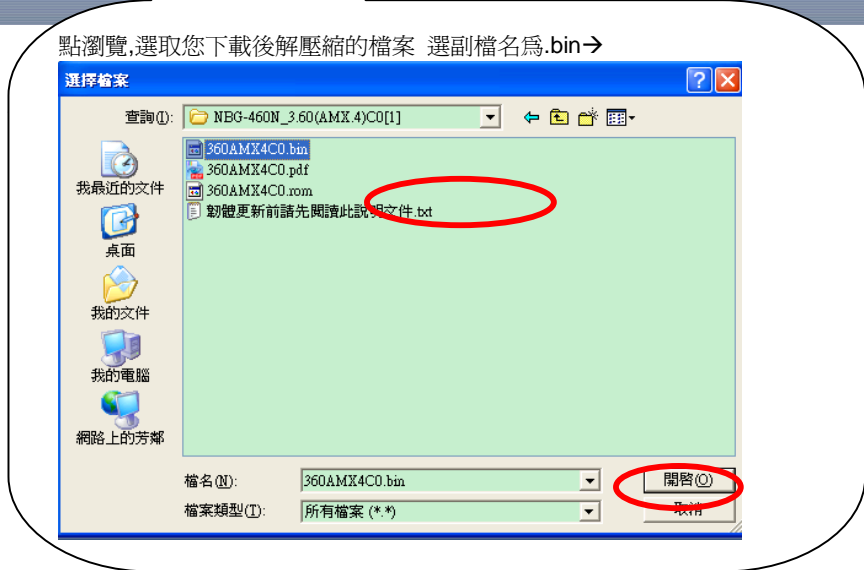 點瀏覽,選取您下載後解壓縮的檔案 選副檔名爲.bin→
選擇檔案
查詢(I): NBG-460N_3.60(AMX.4)C0[1]
360AMX4C0.bin
360AMX4C0.pdf
360AMX4C0.rom
韌體更新前請先閱讀此說明文件.txt
我最近的文件
桌面
我的文件
我的電腦
網路上的芳鄰
檔名(N): 360AMX4C0.bin 開啓(O)
檔案類型(T): 所有檔案 (*.*) 取消